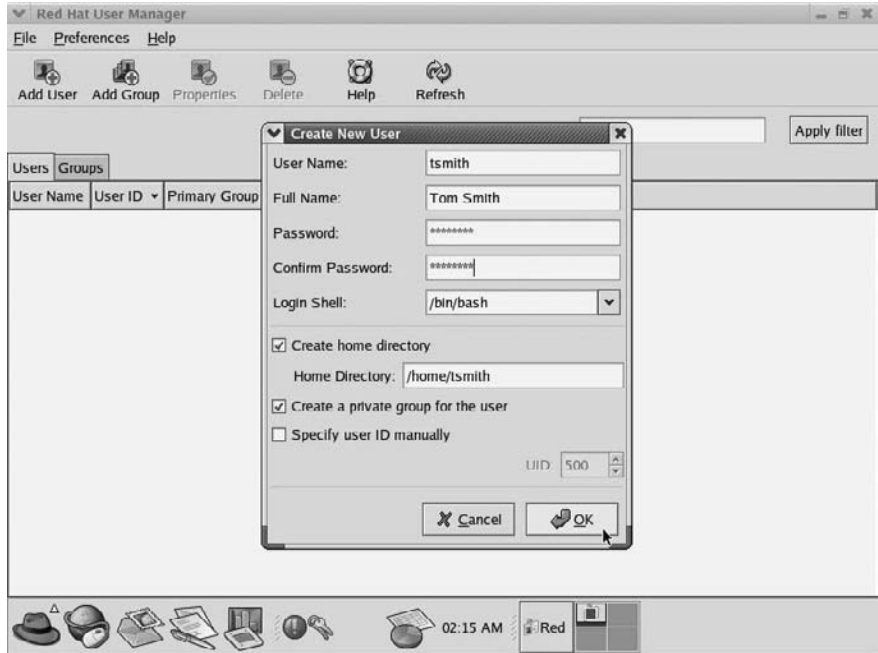 Red Hat User Manager
File Preferences Help
Add User Add Group Properties Delete Help Refresh
Apply filter
Users Groups
User Name User ID Primary Group
Create New User
User Name: tsmith
Full Name: Tom Smith
Password: ********
Confirm Password: ********
Login Shell: /bin/bash
Create home directory
Home Directory: /home/tsmith
Create a private group for the user
Specify user ID manually
UID 500
Cancel OK
02:15 AM Red